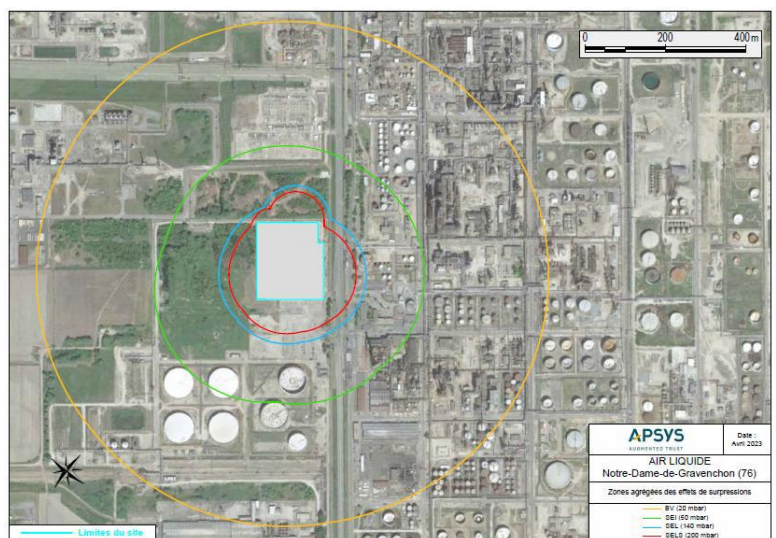 0 200 400 m
APSYS
AUGMENTED TRUST
Date :
Avril 2023
AIR LIQUIDE
Notre-Dame-de-Gravenchon (76)
Zones agrégées des effets de surpressions
BV (20 mbar)
SEI (50 mbar)
SEL (140 mbar)
SELS (200 mbar)
Limites du site